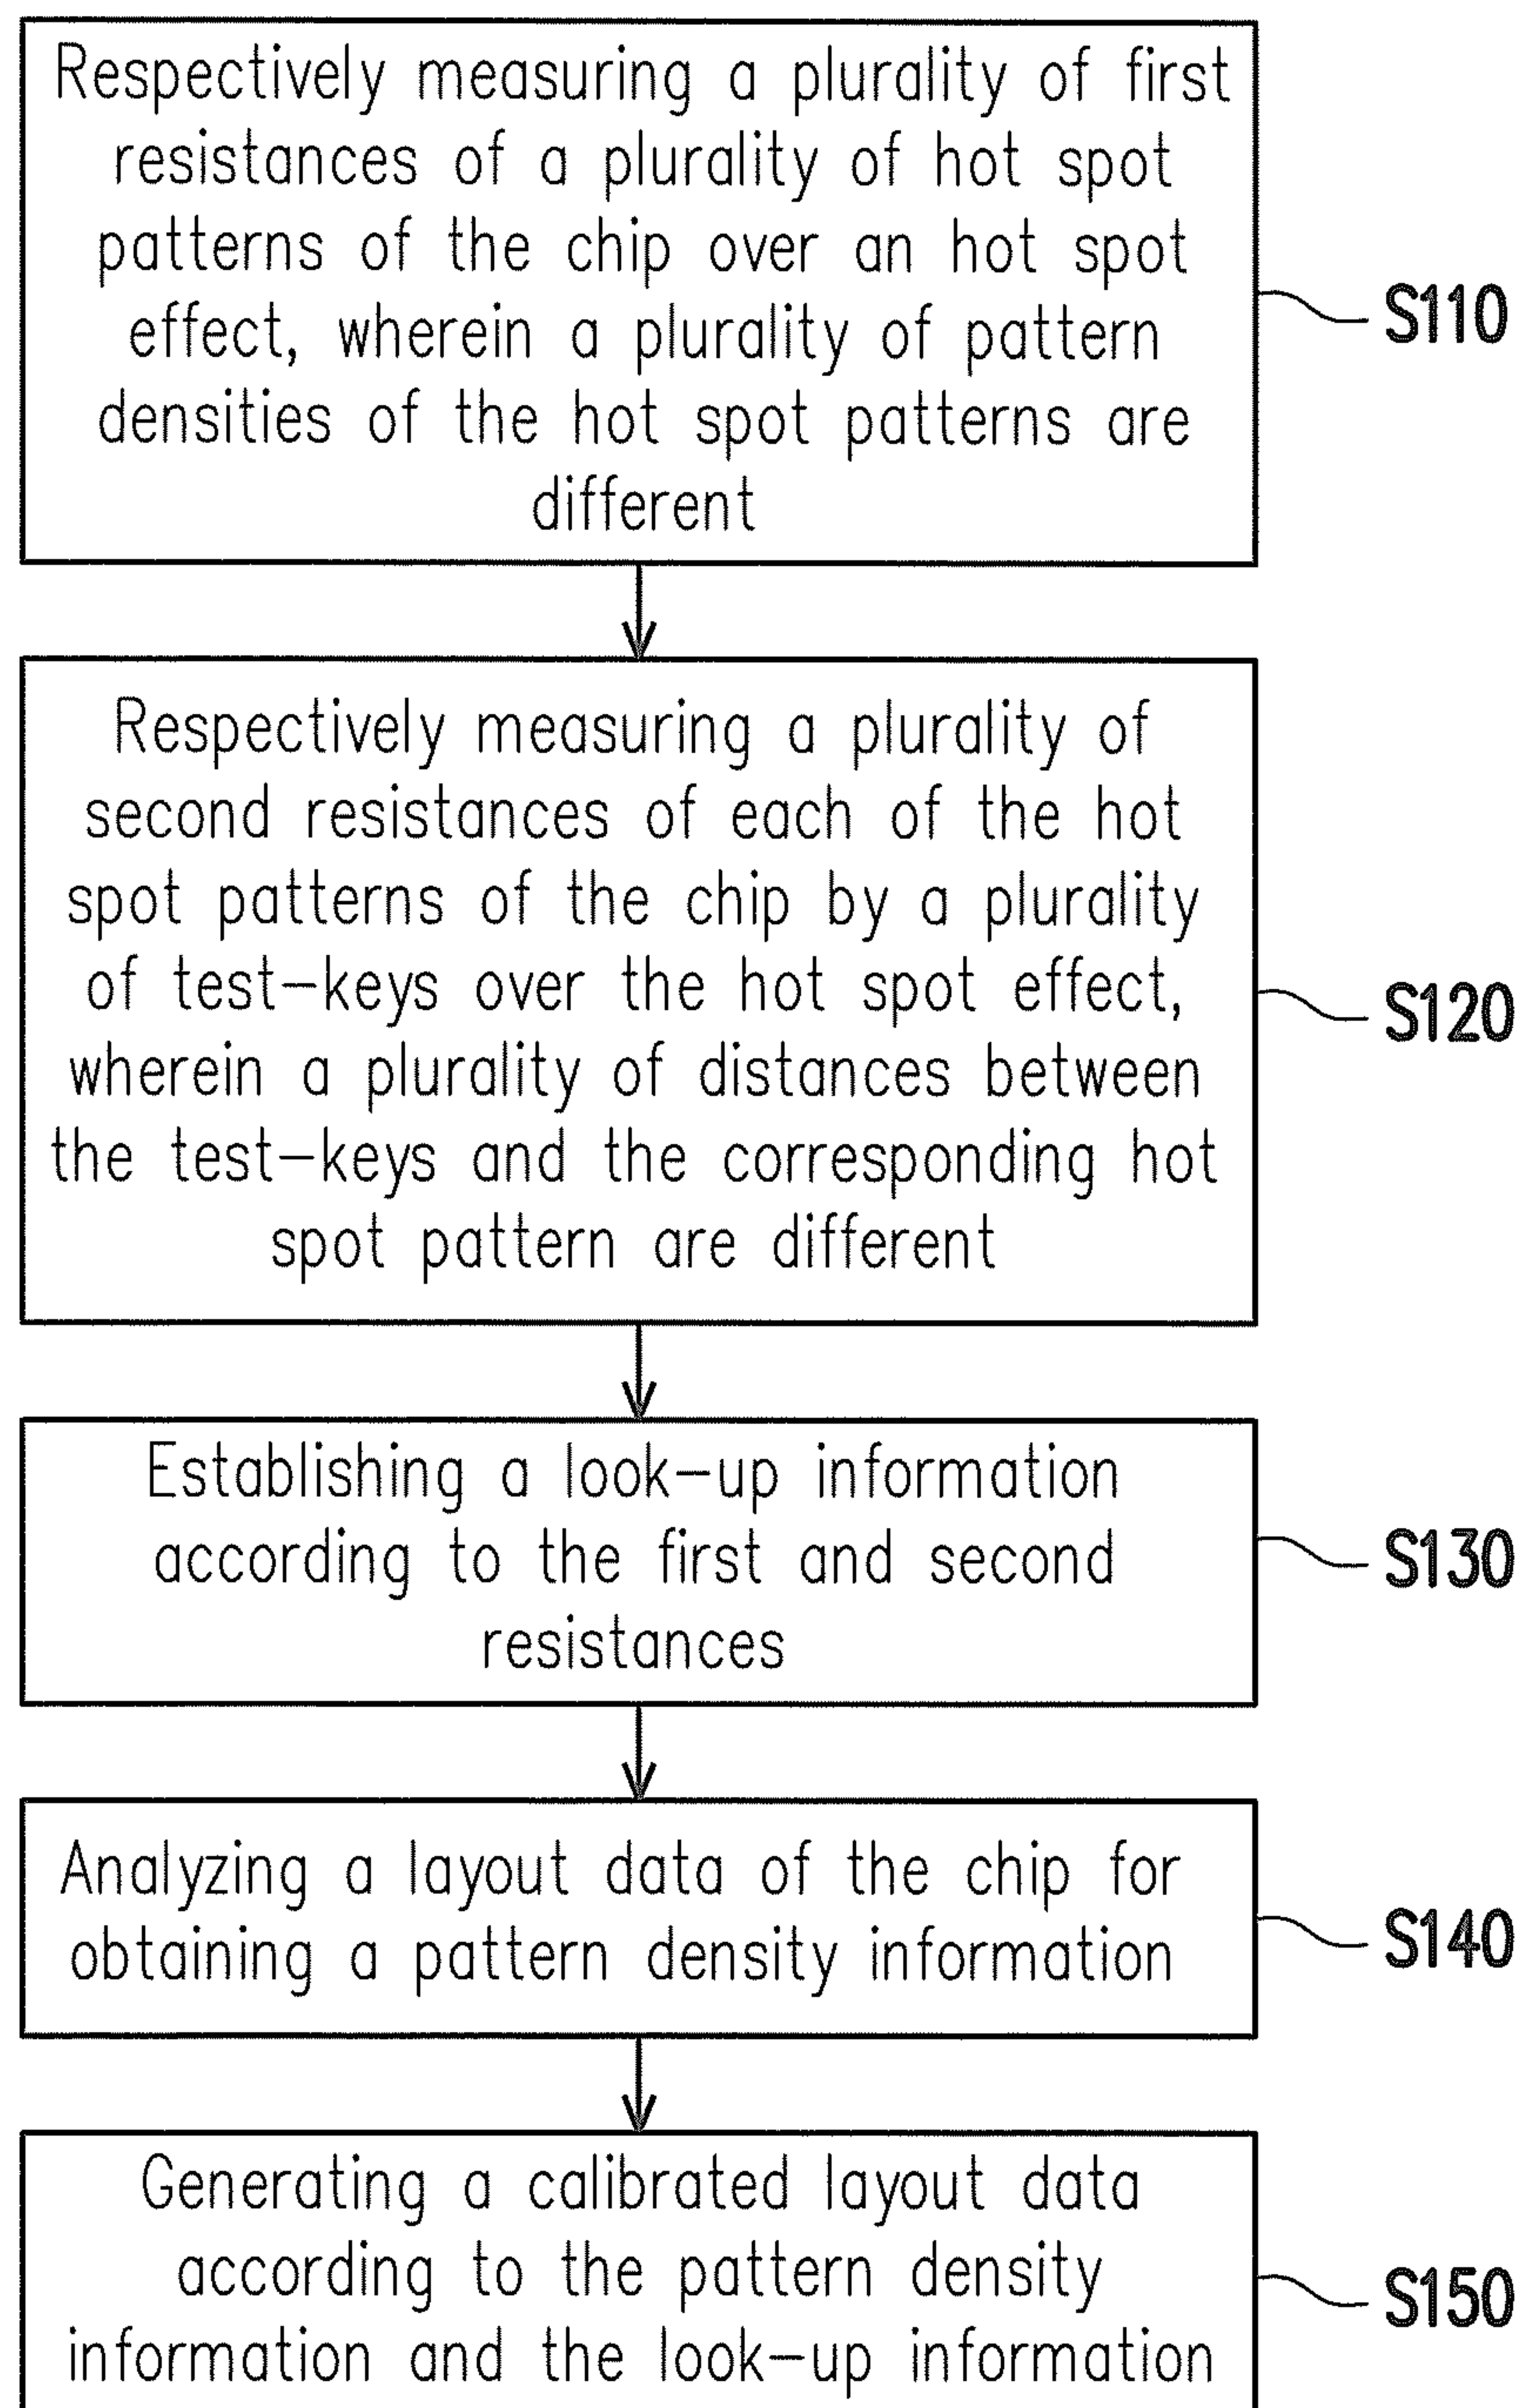 Respectively measuring a plurality of first
resistances of a plurality of hot spot
patterns of the chip over an hot spot
effect, wherein a plurality of pattern
densities of the hot spot patterns are
different
S110
Respectively measuring a plurality of
second resistances of each of the hot
spot patterns of the chip by a plurality
of test-keys over the hot spot effect,
wherein a plurality of distances between
the test-keys and the corresponding hot
spot pattern are different
S120
Establishing a look-up information
according to the first and second
resistances
S130
Analyzing a layout data of the chip for
obtaining a pattern density information
S140
Generating a calibrated layout data
according to the pattern density
information and the look-up information
S150